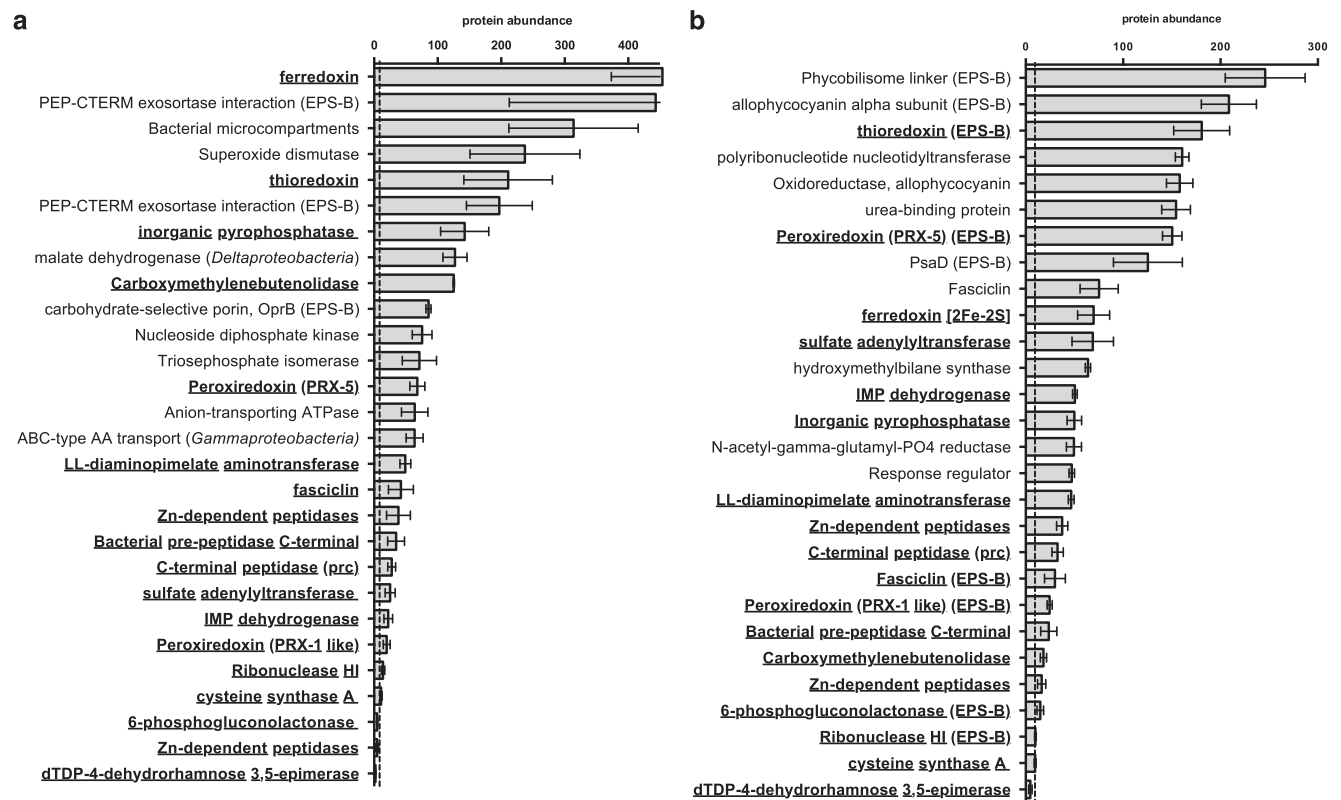 a
protein abundance
0 100 200 300 400
ferredoxin
PEP-CTERM exosortase interaction (EPS-B)
Bacterial microcompartments
Superoxide dismutase
thioredoxin
PEP-CTERM exosortase interaction (EPS-B)
inorganic pyrophosphatase
malate dehydrogenase (Deltaproteobacteria)
Carboxymethylenebutenolidase
carbohydrate-selective porin, OprB (EPS-B)
Nucleoside diphosphate kinase
Triosephosphate isomerase
Peroxiredoxin (PRX-5)
Anion-transporting ATPase
ABC-type AA transport (Gammaproteobacteria)
LL-diaminopimelate aminotransferase
fasciclin
Zn-dependent peptidases
Bacterial pre-peptidase C-terminal
C-terminal peptidase (prc)
sulfate adenylyltransferase
IMP dehydrogenase
Peroxiredoxin (PRX-1 like)
Ribonuclease HI
cysteine synthase A
6-phosphogluconolactonase
Zn-dependent peptidases
dTDP-4-dehydrorhamnose 3,5-epimerase
b
protein abundance
0 100 200 300
Phycobilisome linker (EPS-B)
allophycocyanin alpha subunit (EPS-B)
thioredoxin (EPS-B)
polyribonucleotide nucleotidyltransferase
Oxidoreductase, allophycocyanin
urea-binding protein
Peroxiredoxin (PRX-5) (EPS-B)
PsaD (EPS-B)
Fasciclin
ferredoxin [2Fe-2S]
sulfate adenylyltransferase
hydroxymethylbilane synthase
IMP dehydrogenase
Inorganic pyrophosphatase
N-acetyl-gamma-glutamyl-PO4 reductase
Response regulator
LL-diaminopimelate aminotransferase
Zn-dependent peptidases
C-terminal peptidase (prc)
Fasciclin (EPS-B)
Peroxiredoxin (PRX-1 like) (EPS-B)
Bacterial pre-peptidase C-terminal
Carboxymethylenebutenolidase
Zn-dependent peptidases
6-phosphogluconolactonase (EPS-B)
Ribonuclease HI (EPS-B)
cysteine synthase A
dTDP-4-dehydrorhamnose 3,5-epimerase